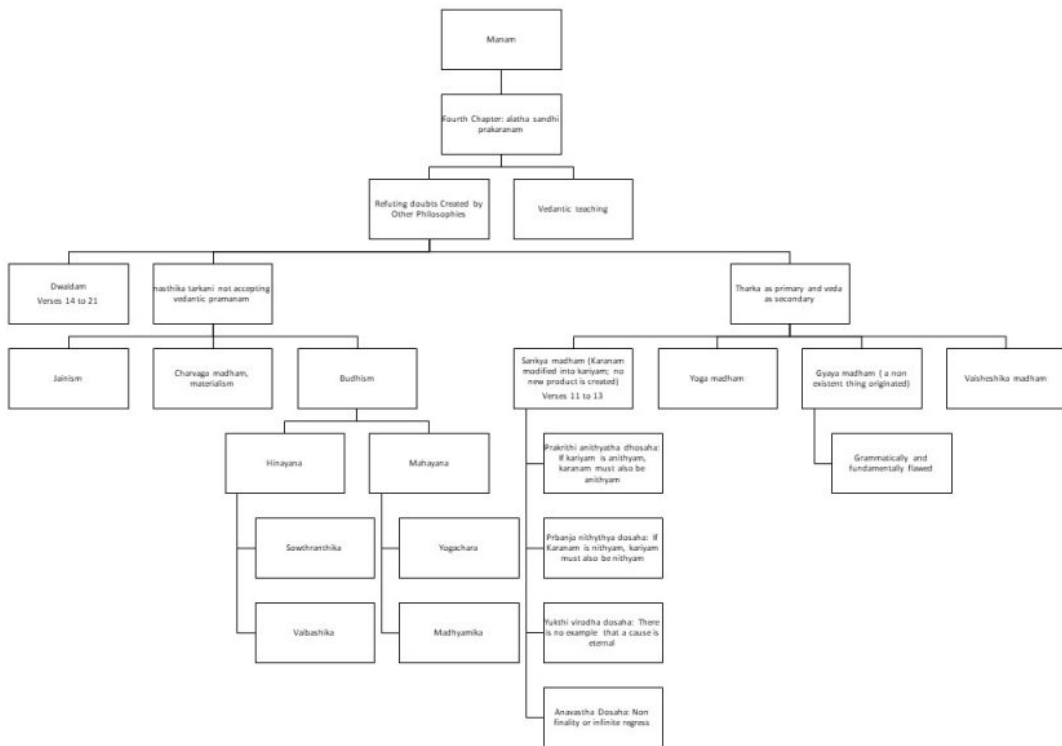 Manam
Fourth Chapter: alatha sandhi
prakaranam
Refuting doubts Created by
Other Philosophies
Vedantic teaching
Dwaidam
Verses 14 to 21
nasthika tarkani not accepting
vedantic pramanam
Tharka as primary and veda
as secondary
Jainism
Charvaga madham,
materialism
Budhism
Sankya madham (Karanam
modified into kariyam; no
new product is created)
Verses 11 to 13
Yoga madham
Gyaya madham ( a non
existent thing originated)
Vaisheshika madham
Hinayana
Mahayana
Prakrithi anithyatha dhosaha:
If kariyam is anithyam,
karanam must also be
anithyam
Grammatically and
fundamentally flawed
Sowthranthika
Yogachara
Prbanja nithythya dosaha: If
Karanam is nithyam, kariyam
must also be nithyam
Vaibashika
Madhyamika
Yukthi virodha dosaha: There
is no example that a cause is
eternal
Anavastha Dosaha: Non
finality or infinite regress